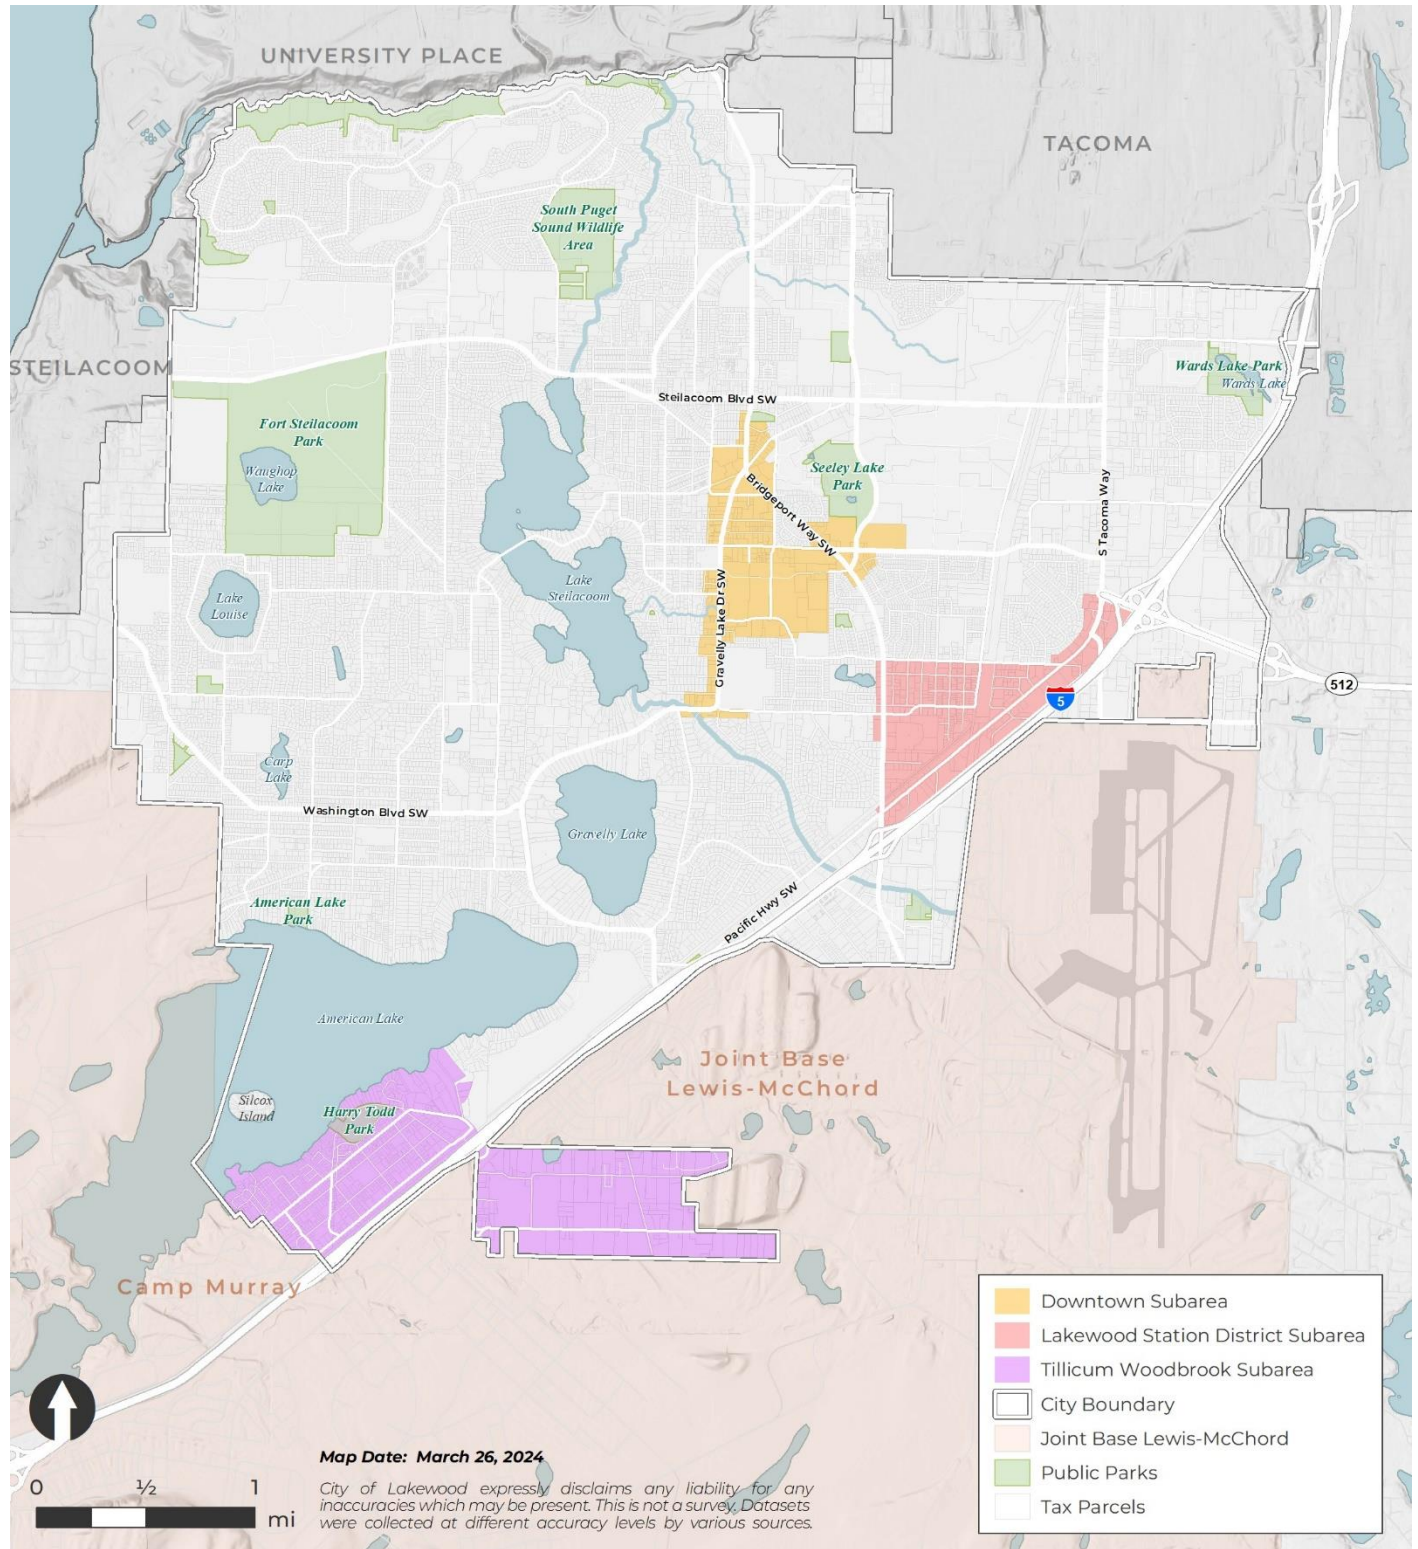 UNIVERSITY PLACE
TACOMA
South Puget
Sound Wildlife
Area
STEILACOOM
Wards Lake Park
Wards Lake
Steilacoom Blvd SW
Fort Steilacoom
Park
Waughop
Lake
Seeley Lake
Park
Bridgeport Way SW
S Tacoma Way
Lake
Steilacoom
Lake
Louise
Gravelly Lake Dr SW
512
5
Carp
Lake
Washington Blvd SW
Gravelly Lake
American Lake
Park
Pacific Hwy SW
American Lake
Joint Base
Lewis-McChord
Silcox
Island
Harry Todd
Park
Camp Murray
Downtown Subarea
Lakewood Station District Subarea
Tillicum Woodbrook Subarea
City Boundary
Joint Base Lewis-McChord
Public Parks
Tax Parcels
Map Date: March 26, 2024
City of Lakewood expressly disclaims any liability for any
inaccuracies which may be present. This is not a survey. Datasets
were collected at different accuracy levels by various sources.
0 ½ 1
mi